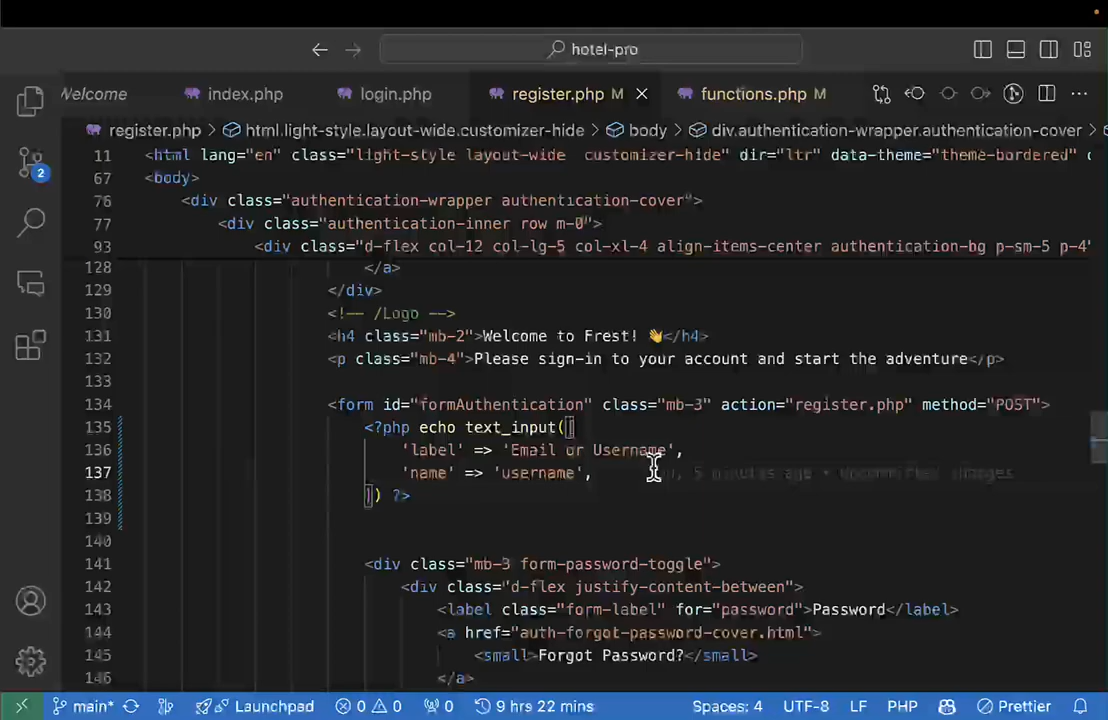 hotel-pro
Welcome index.php login.php register.php M functions.php M
register.php > html.light-style.layout-wide.customizer-hide > body > div.authentication-wrapper.authentication-cover >
11 <html lang="en" class="light-style layout-wide customizer-hide" dir="ltr" data-theme="theme-bordered"
67 <body>
76 <div class="authentication-wrapper authentication-cover">
77 <div class="authentication-inner row m-0">
93 <div class="d-flex col-12 col-lg-5 col-xl-4 align-items-center authentication-bg p-sm-5 p-4"
128 </a>
129 </div>
130 <!-- /Logo -->
131 <h4 class="mb-2">Welcome to Frest! 👋</h4>
132 <p class="mb-4">Please sign-in to your account and start the adventure</p>
133
134 <form id="formAuthentication" class="mb-3" action="register.php" method="POST">
135 <?php echo text_input([
136 'label' => 'Email or Username',
137 'name' => 'username', 5 minutes ago • Uncommitted changes
138 ]) ?>
139
140
141 <div class="mb-3 form-password-toggle">
142 <div class="d-flex justify-content-between">
143 <label class="form-label" for="password">Password</label>
144 <a href="auth-forgot-password-cover.html">
145 <small>Forgot Password?</small>
146 </a>
2
main* Launchpad 0 0 0 9 hrs 22 mins Spaces: 4 UTF-8 LF PHP Prettier